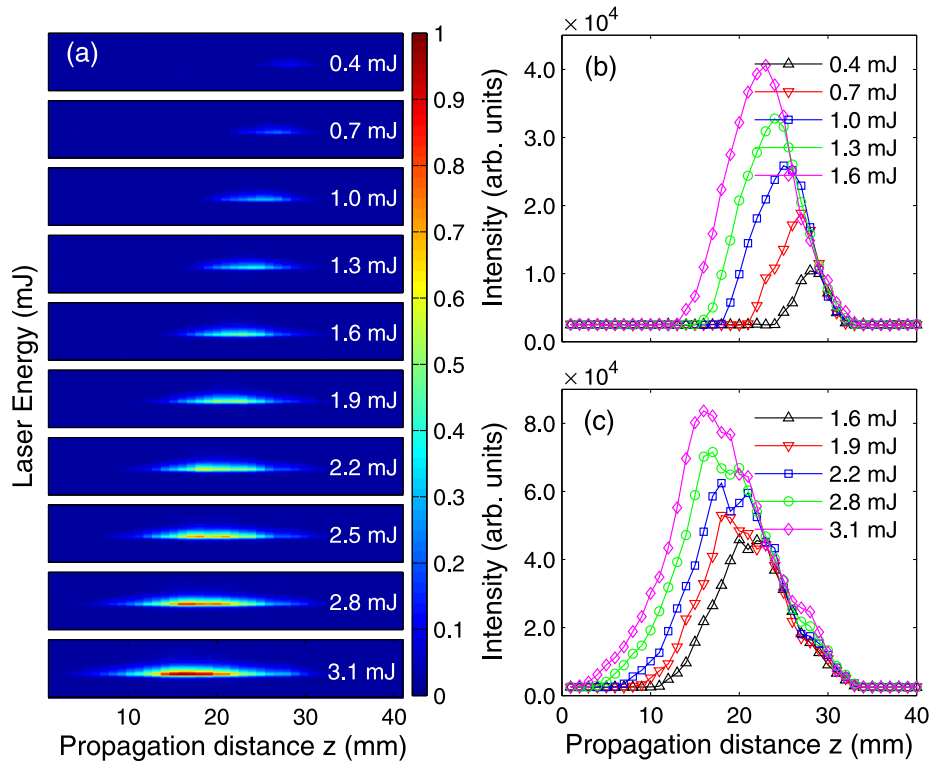 (a)
0.4 mJ
0.7 mJ
1.0 mJ
1.3 mJ
1.6 mJ
1.9 mJ
2.2 mJ
2.5 mJ
2.8 mJ
3.1 mJ
Laser Energy (mJ)
10 20 30 40
Propagation distance z (mm)
1
0.9
0.8
0.7
0.6
0.5
0.4
0.3
0.2
0.1
0
× 10⁴
(b)
0.4 mJ
0.7 mJ
1.0 mJ
1.3 mJ
1.6 mJ
4.0
3.0
2.0
1.0
0.0
Intensity (arb. units)
0 10 20 30 40
× 10⁴
(c)
1.6 mJ
1.9 mJ
2.2 mJ
2.8 mJ
3.1 mJ
8.0
6.0
4.0
2.0
0.0
Intensity (arb. units)
0 10 20 30 40
Propagation distance z (mm)